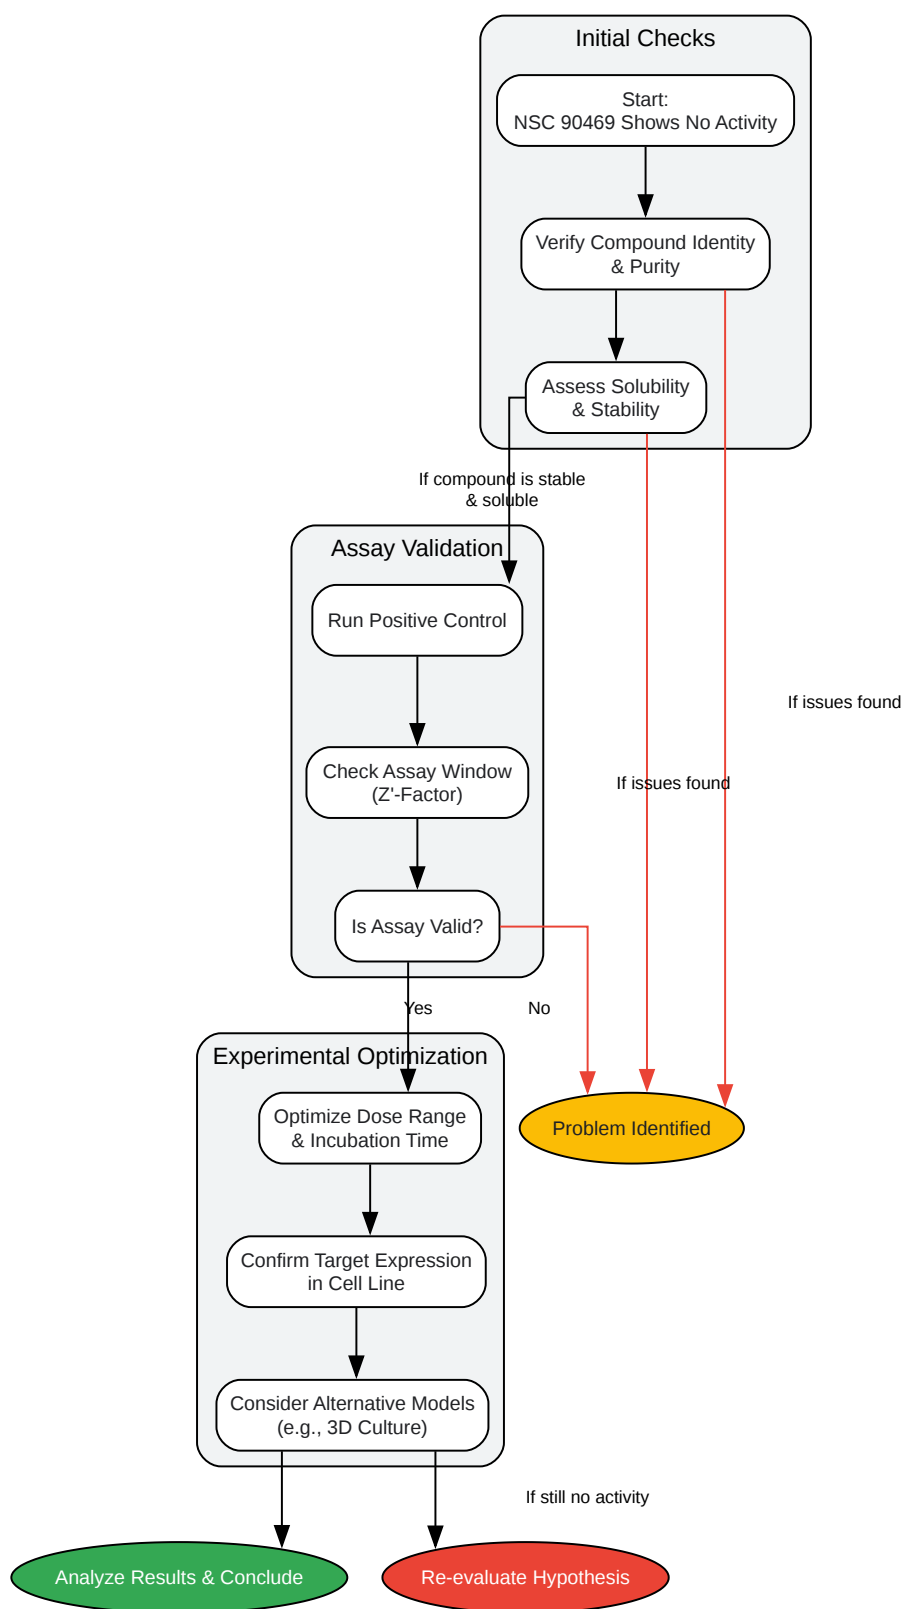 Initial Checks
Start:
NSC 90469 Shows No Activity
Verify Compound Identity
& Purity
Assess Solubility
& Stability
If compound is stable
& soluble
Assay Validation
Run Positive Control
If issues found
Check Assay Window
(Z'-Factor)
If issues found
Is Assay Valid?
Yes
No
Experimental Optimization
Optimize Dose Range
& Incubation Time
Problem Identified
Confirm Target Expression
in Cell Line
Consider Alternative Models
(e.g., 3D Culture)
If still no activity
Analyze Results & Conclude
Re-evaluate Hypothesis